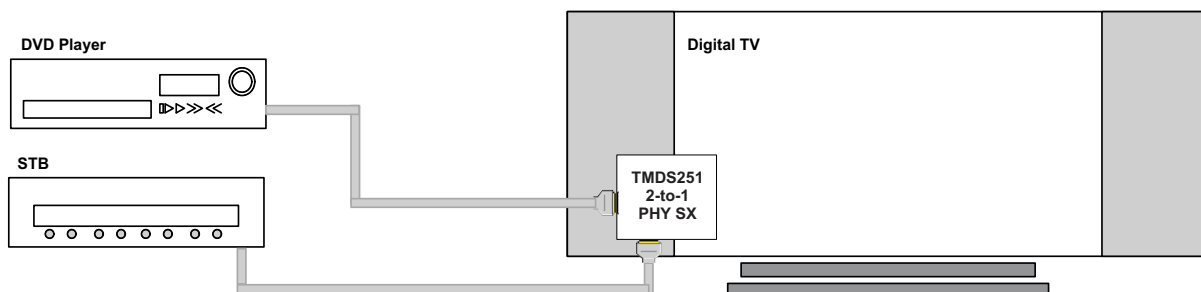 DVD Player
Digital TV
STB
TMDS251
2-to-1
PHY SX